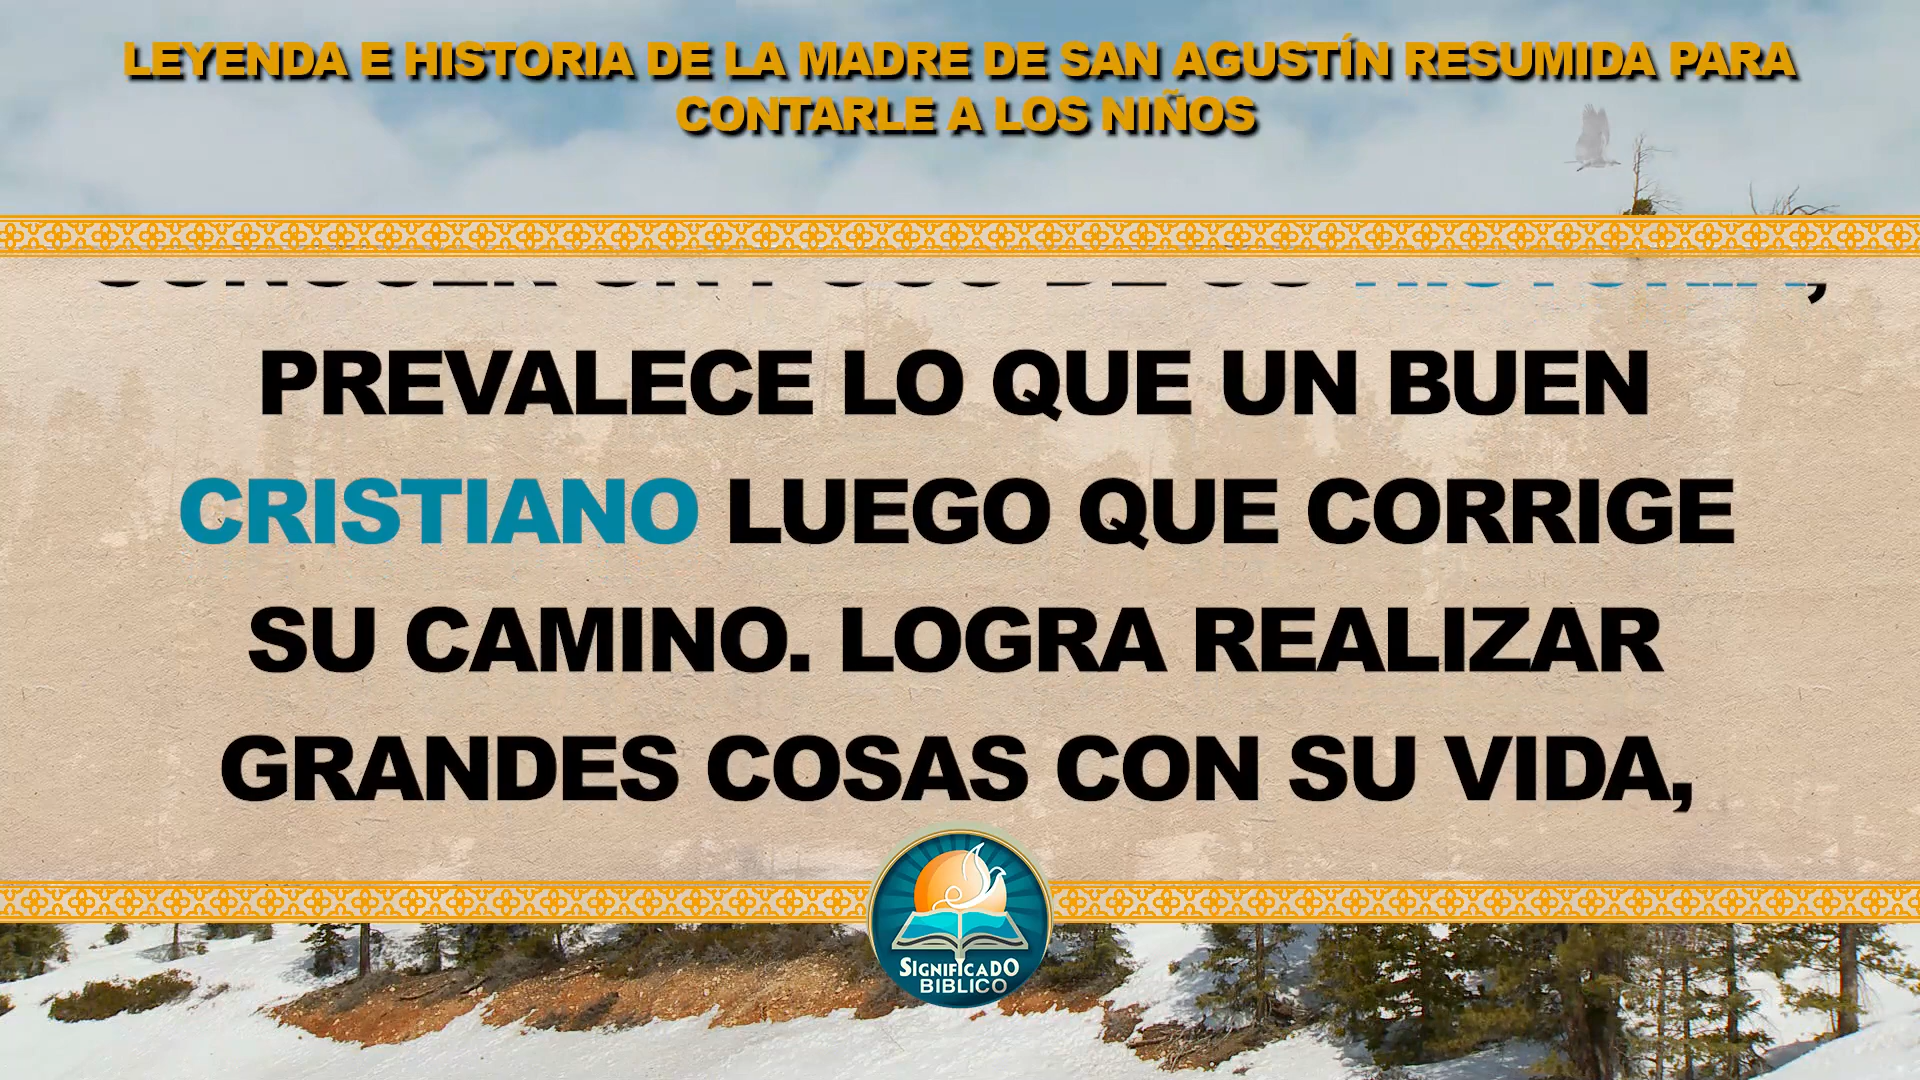 LEYENDA E HISTORIA DE LA MADRE DE SAN AGUSTÍN RESUMIDA PARA
CONTARLE A LOS NIÑOS
PREVALECE LO QUE UN BUEN
CRISTIANO LUEGO QUE CORRIGE
SU CAMINO. LOGRA REALIZAR
GRANDES COSAS CON SU VIDA,
SIGNIFICADO
BIBLICO